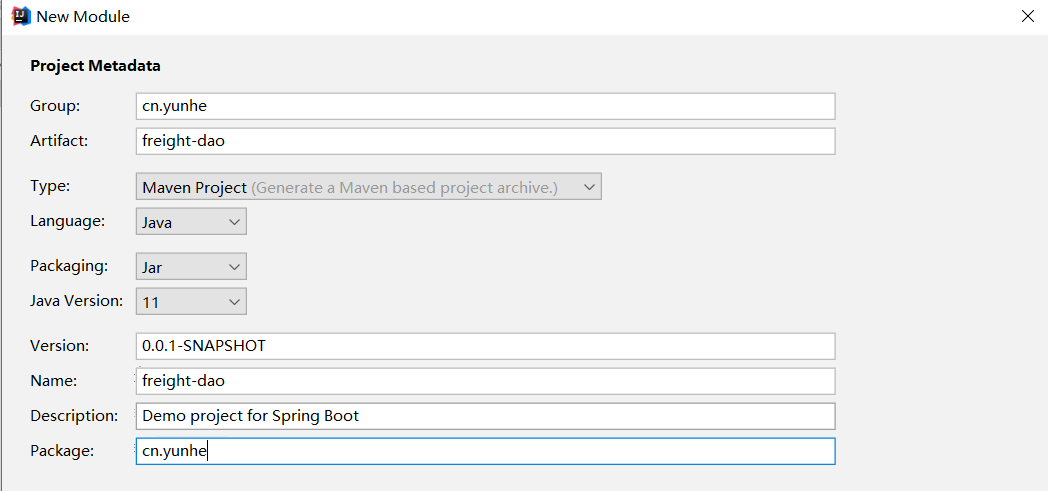 New Module
Project Metadata
Group: cn.yunhe
Artifact: freight-dao
Type: Maven Project (Generate a Maven based project archive.)
Language: Java
Packaging: Jar
Java Version: 11
Version: 0.0.1-SNAPSHOT
Name: freight-dao
Description: Demo project for Spring Boot
Package: cn.yunhe